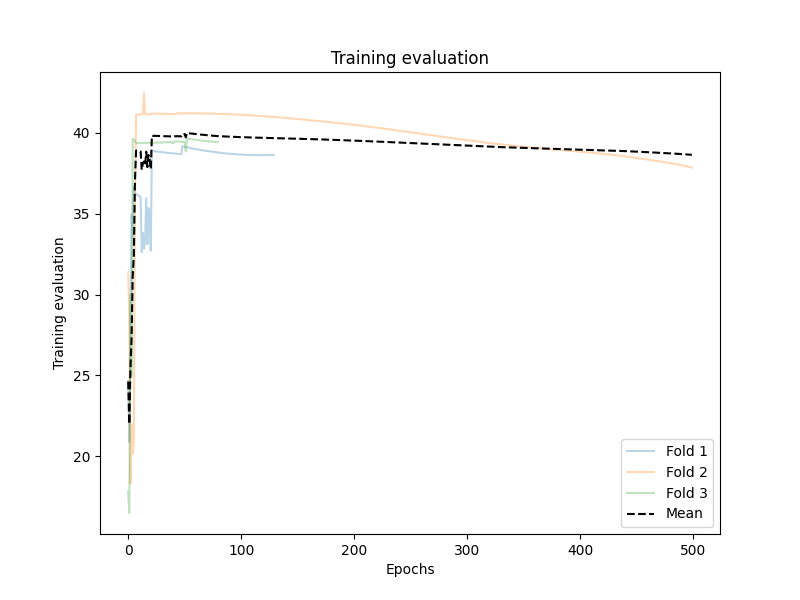 Training evaluation
Training evaluation
40
35
30
25
20
0
100
200
300
400
500
Epochs
Fold 1
Fold 2
Fold 3
Mean